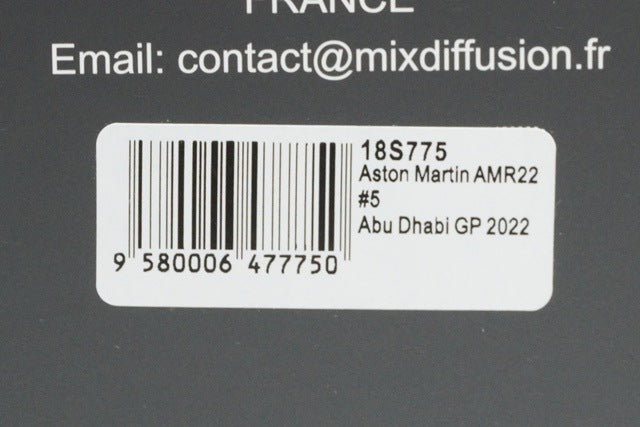 FRANCE
Email: contact@mixdiffusion.fr
18S775
Aston Martin AMR22
#5
Abu Dhabi GP 2022
9 580006 477750